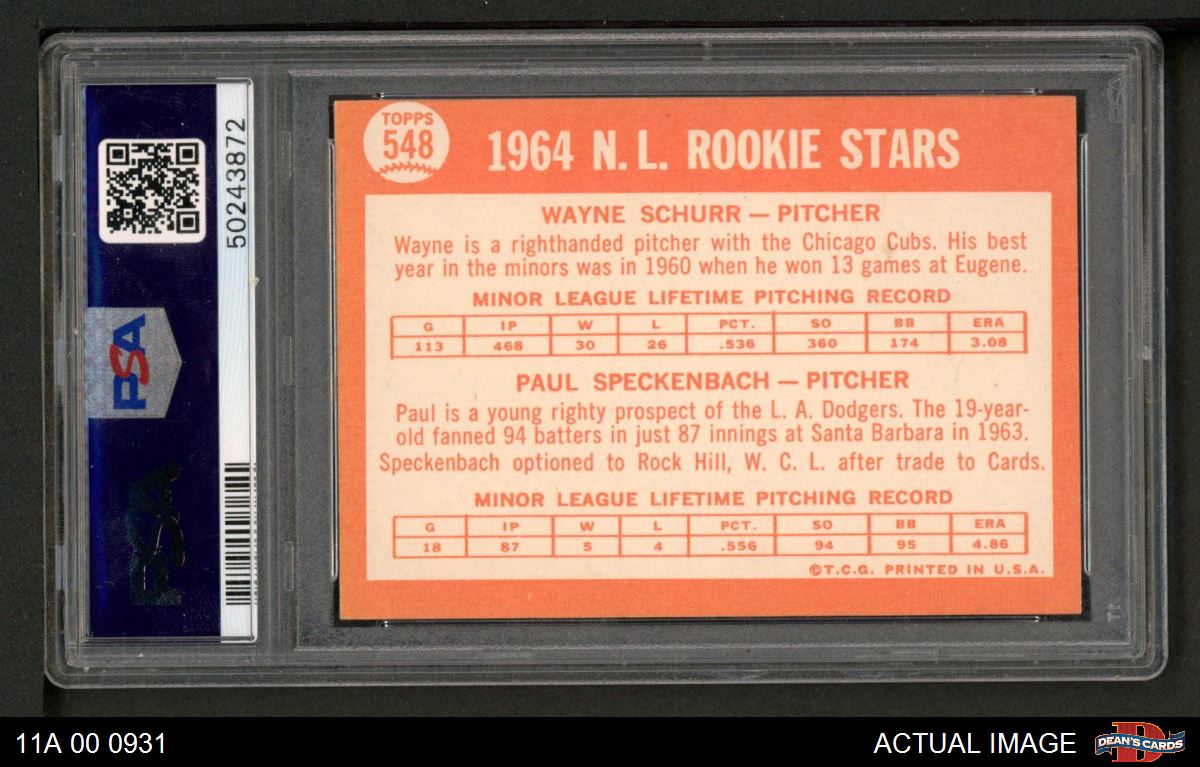 PSA
50243872
PSA
TOPPS
548
1964 N. L. ROOKIE STARS
WAYNE SCHURR — PITCHER
Wayne is a righthanded pitcher with the Chicago Cubs. His best
year in the minors was in 1960 when he won 13 games at Eugene.
MINOR LEAGUE LIFETIME PITCHING RECORD
G IP W L PCT. SO BB ERA
113 468 30 26 .536 360 174 3.08
PAUL SPECKENBACH — PITCHER
Paul is a young righty prospect of the L. A. Dodgers. The 19-year-
old fanned 94 batters in just 87 innings at Santa Barbara in 1963.
Speckenbach optioned to Rock Hill, W. C. L. after trade to Cards.
MINOR LEAGUE LIFETIME PITCHING RECORD
G IP W L PCT. SO BB ERA
18 87 5 4 .556 94 95 4.86
©T.C.G. PRINTED IN U.S.A.
11A 00 0931
ACTUAL IMAGE
D
DEAN'S CARDS